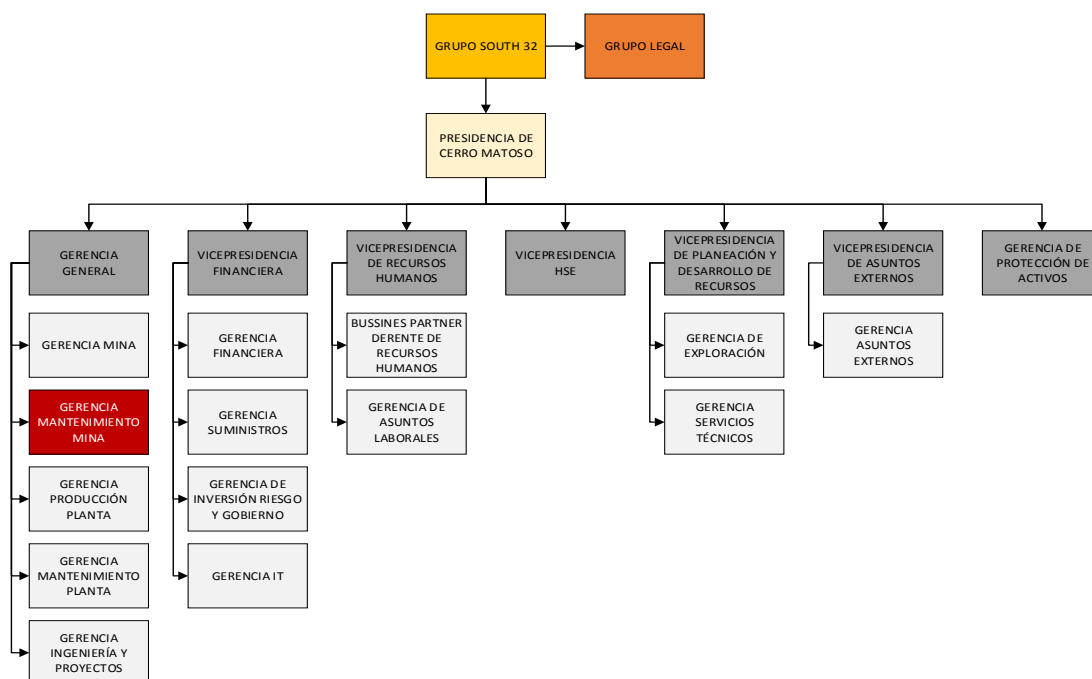 GRUPO SOUTH 32
GRUPO LEGAL
PRESIDENCIA DE
CERRO MATOSO
GERENCIA
GENERAL
VICEPRESIDENCIA
FINANCIERA
VICEPRESIDENCIA
DE RECURSOS
HUMANOS
VICEPRESIDENCIA
HSE
VICEPRESIDENCIA
DE PLANEACIÓN Y
DESARROLLO DE
RECURSOS
VICEPRESIDENCIA
DE ASUNTOS
EXTERNOS
GERENCIA DE
PROTECCIÓN DE
ACTIVOS
GERENCIA MINA
GERENCIA
FINANCIERA
BUSSINES PARTNER
DERENTE DE
RECURSOS
HUMANOS
GERENCIA DE
EXPLORACIÓN
GERENCIA
ASUNTOS
EXTERNOS
GERENCIA
MANTENIMIENTO
MINA
GERENCIA
SUMINISTROS
GERENCIA DE
ASUNTOS
LABORALES
GERENCIA
SERVICIOS
TÉCNICOS
GERENCIA
PRODUCCIÓN
PLANTA
GERENCIA DE
INVERSIÓN RIESGO
Y GOBIERNO
GERENCIA
MANTENIMIENTO
PLANTA
GERENCIA IT
GERENCIA
INGENIERÍA Y
PROYECTOS